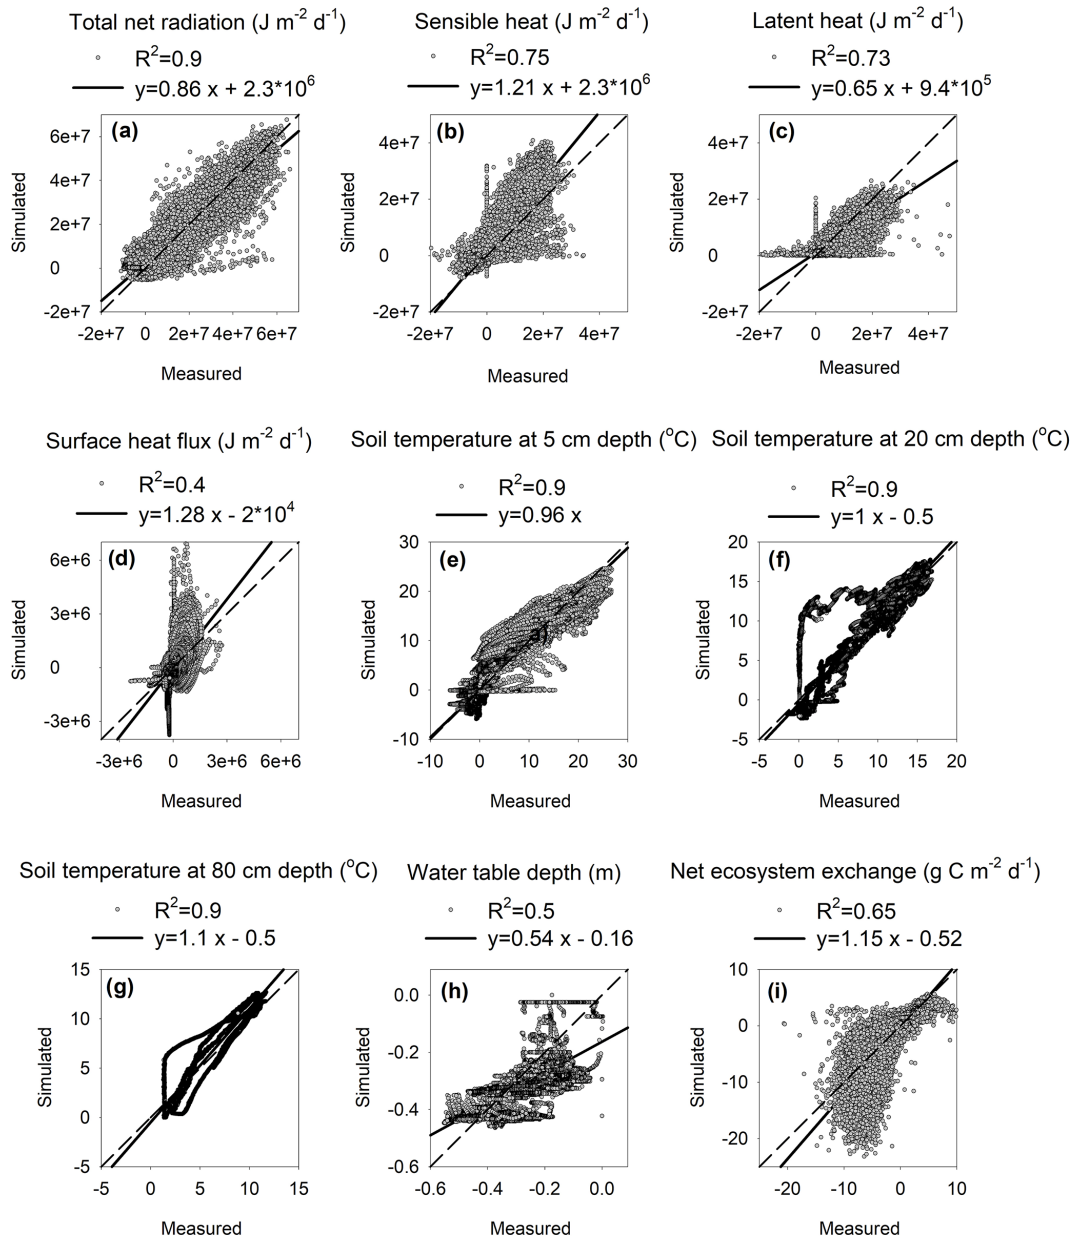 Total net radiation (J m-2 d-1)
R2=0.9
y=0.86 x + 2.3*10^6
(a)
6e+7
4e+7
2e+7
0
-2e+7
Simulated
-2e+7 0 2e+7 4e+7 6e+7
Measured
Sensible heat (J m-2 d-1)
R2=0.75
y=1.21 x + 2.3*10^6
(b)
4e+7
2e+7
0
-2e+7
Simulated
-2e+7 0 2e+7 4e+7
Measured
Latent heat (J m-2 d-1)
R2=0.73
y=0.65 x + 9.4*10^5
(c)
4e+7
2e+7
0
-2e+7
Simulated
-2e+7 0 2e+7 4e+7
Measured
Surface heat flux (J m-2 d-1)
R2=0.4
y=1.28 x - 2*10^4
(d)
6e+6
3e+6
0
-3e+6
Simulated
-3e+6 0 3e+6 6e+6
Measured
Soil temperature at 5 cm depth (oC)
R2=0.9
y=0.96 x
(e)
30
20
10
0
-10
Simulated
-10 0 10 20 30
Measured
Soil temperature at 20 cm depth (oC)
R2=0.9
y=1 x - 0.5
(f)
20
15
10
5
0
-5
Simulated
-5 0 5 10 15 20
Measured
Soil temperature at 80 cm depth (oC)
R2=0.9
y=1.1 x - 0.5
(g)
15
10
5
0
-5
Simulated
-5 0 5 10 15
Measured
Water table depth (m)
R2=0.5
y=0.54 x - 0.16
(h)
0.0
-0.2
-0.4
-0.6
Simulated
-0.6 -0.4 -0.2 0.0
Measured
Net ecosystem exchange (g C m-2 d-1)
R2=0.65
y=1.15 x - 0.52
(i)
10
0
-10
-20
Simulated
-20 -10 0 10
Measured